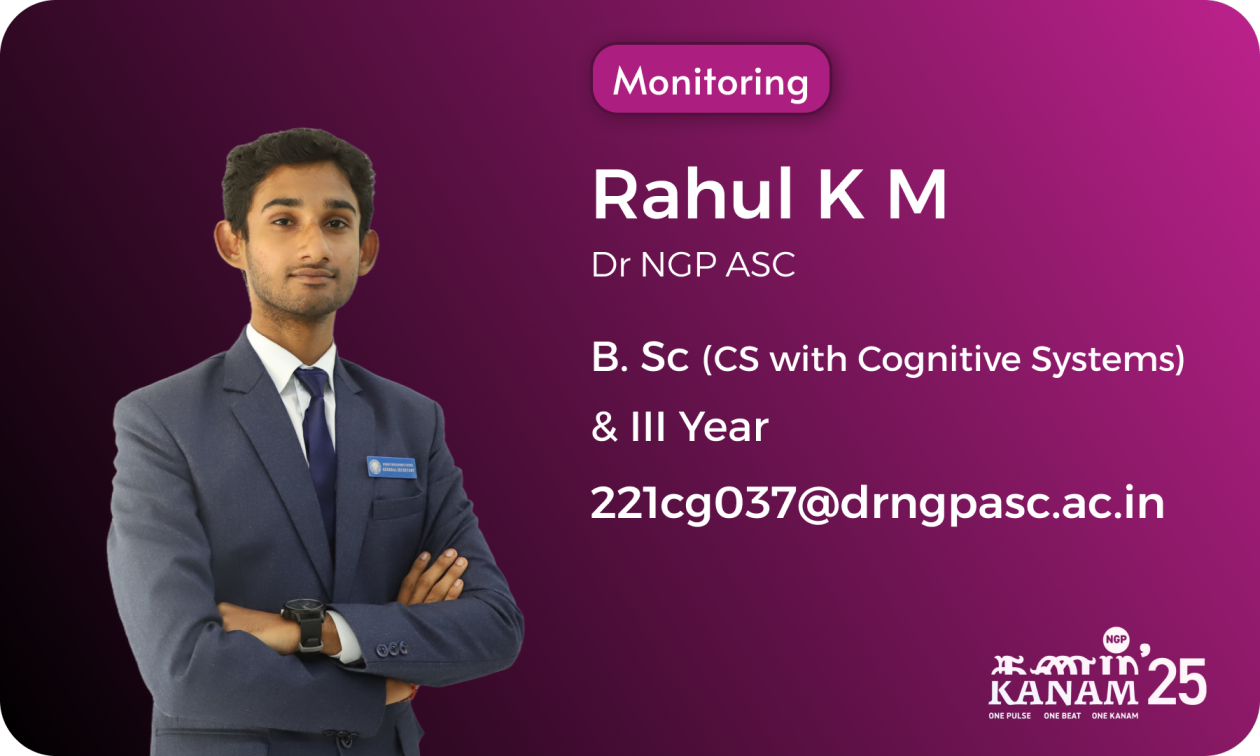 Monitoring
Rahul K M
Dr NGP ASC
B. Sc (CS with Cognitive Systems)
& III Year
221cg037@drngpasc.ac.in
NGP
KANAM'25
ONE PULSE ONE BEAT ONE KANAM